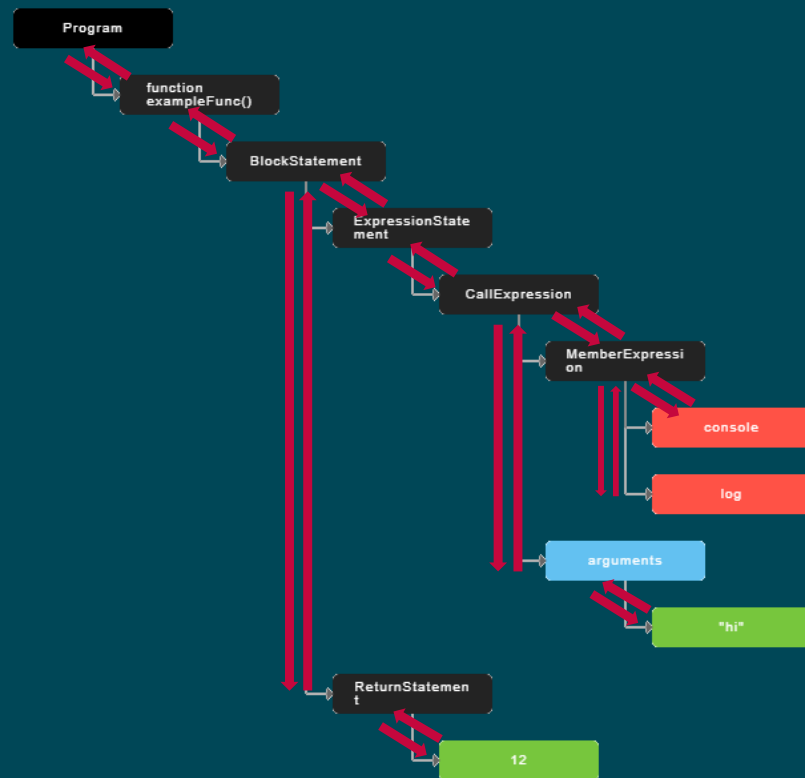 Program
function
exampleFunc()
BlockStatement
ExpressionState
ment
CallExpression
MemberExpressi
on
console
log
arguments
"hi"
ReturnStatemen
t
12